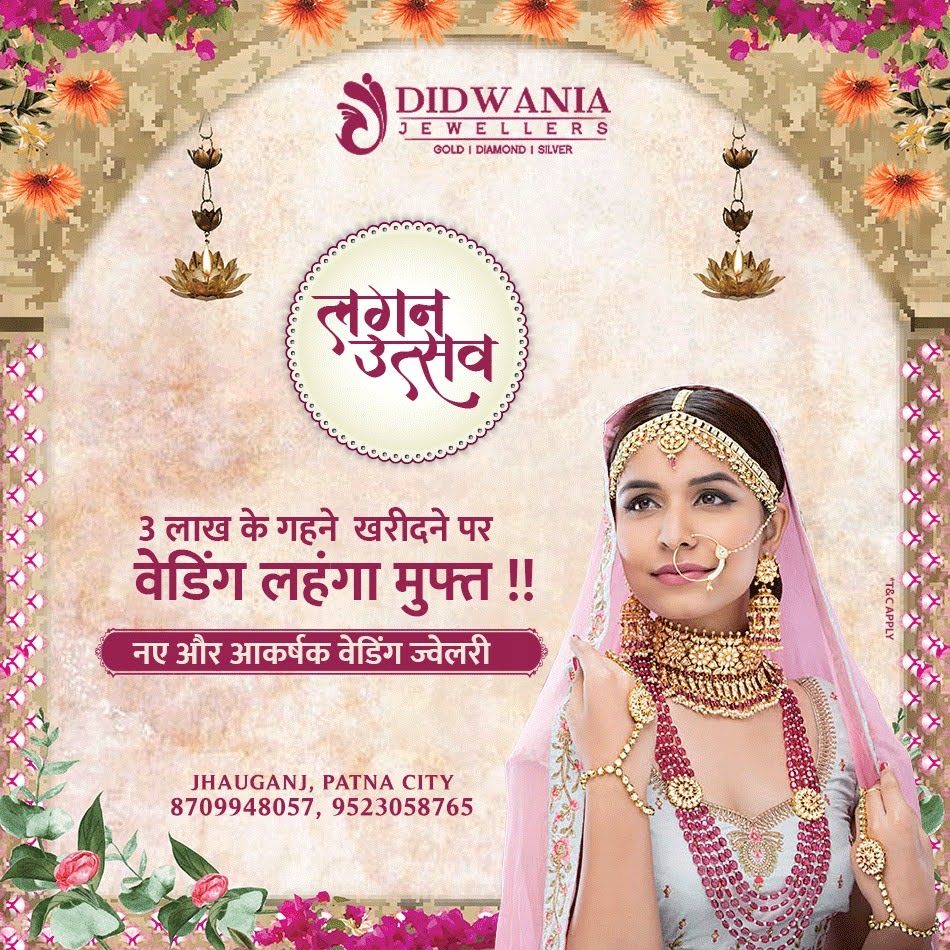 DIDWANIA
JEWELLERS
GOLD | DIAMOND | SILVER
लगन
उत्सव
3 लाख के गहने खरीदने पर
वेडिंग लहंगा मुफ्त !!
नए और आकर्षक वेडिंग ज्वेलरी
*T&C APPLY
JHAUGANJ, PATNA CITY
8709948057, 9523058765